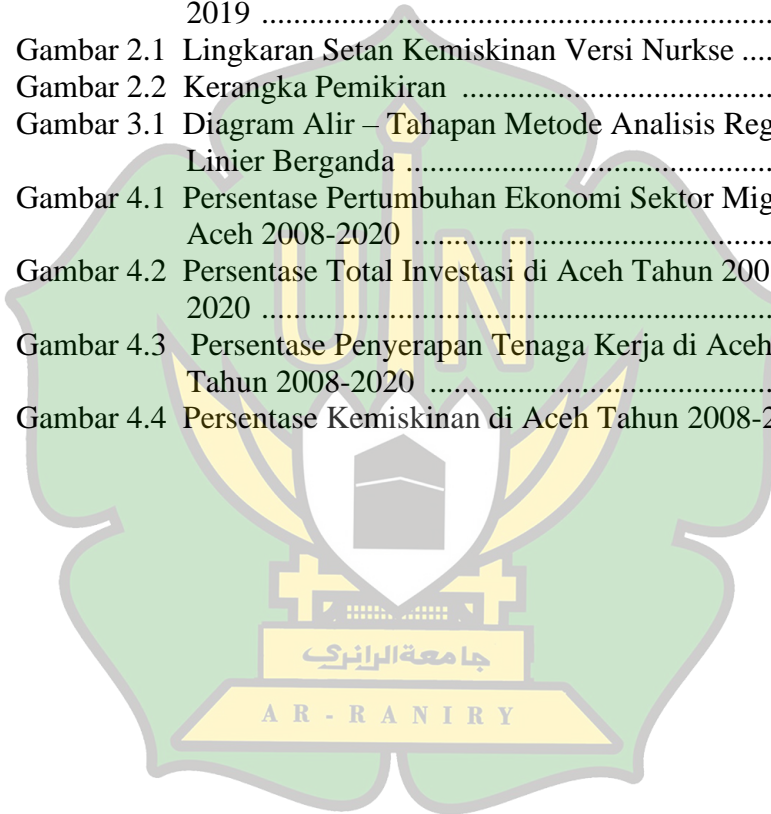 2019 ..........................................................................
Gambar 2.1 Lingkaran Setan Kemiskinan Versi Nurkse ....
Gambar 2.2 Kerangka Pemikiran ...............................................
Gambar 3.1 Diagram Alir – Tahapan Metode Analisis Reg
Linier Berganda .......................................................
Gambar 4.1 Persentase Pertumbuhan Ekonomi Sektor Mig
Aceh 2008-2020 ......................................................
Gambar 4.2 Persentase Total Investasi di Aceh Tahun 200
2020 ..........................................................................
Gambar 4.3 Persentase Penyerapan Tenaga Kerja di Aceh
Tahun 2008-2020 ....................................................
Gambar 4.4 Persentase Kemiskinan di Aceh Tahun 2008-2
UIN
جامعةالرانري
AR-RANIRY